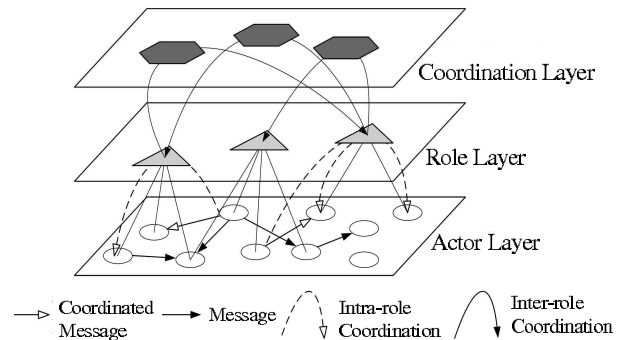 Coordination Layer
Role Layer
Actor Layer
Coordinated
Message
Message
Intra-role
Coordination
Inter-role
Coordination